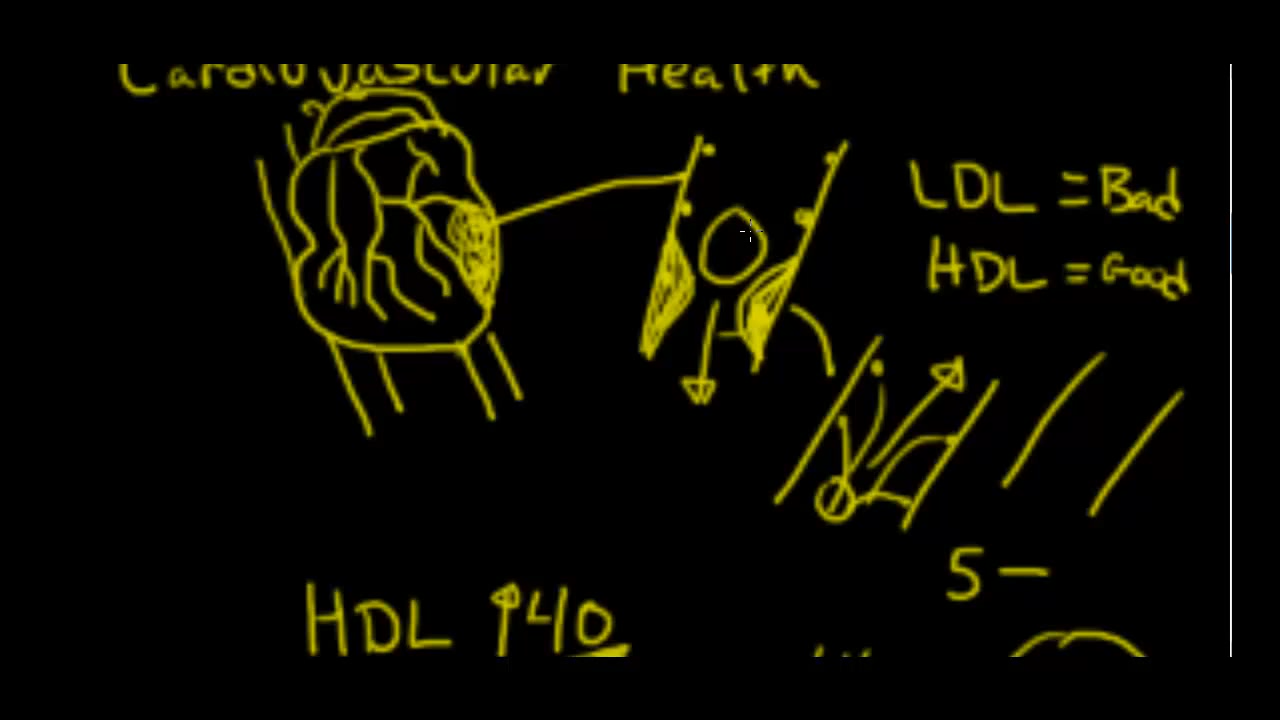 Cardiovascular Health
LDL = Bad
HDL = Good
5 —
HDL ↑40